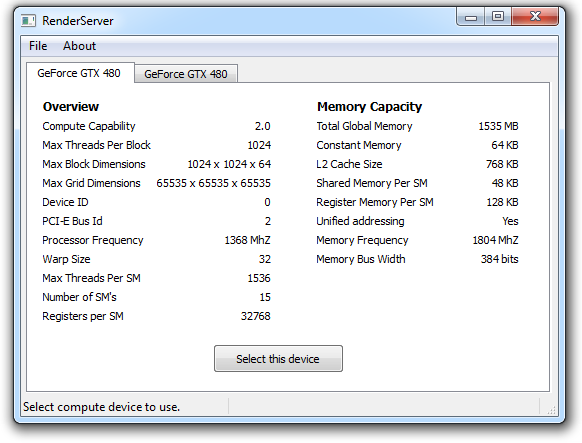 RenderServer
File About
GeForce GTX 480 GeForce GTX 480
Overview
Compute Capability 2.0
Max Threads Per Block 1024
Max Block Dimensions 1024 x 1024 x 64
Max Grid Dimensions 65535 x 65535 x 65535
Device ID 0
PCI-E Bus Id 2
Processor Frequency 1368 MhZ
Warp Size 32
Max Threads Per SM 1536
Number of SM's 15
Registers per SM 32768
Memory Capacity
Total Global Memory 1535 MB
Constant Memory 64 KB
L2 Cache Size 768 KB
Shared Memory Per SM 48 KB
Register Memory Per SM 128 KB
Unified addressing Yes
Memory Frequency 1804 MhZ
Memory Bus Width 384 bits
Select this device
Select compute device to use.